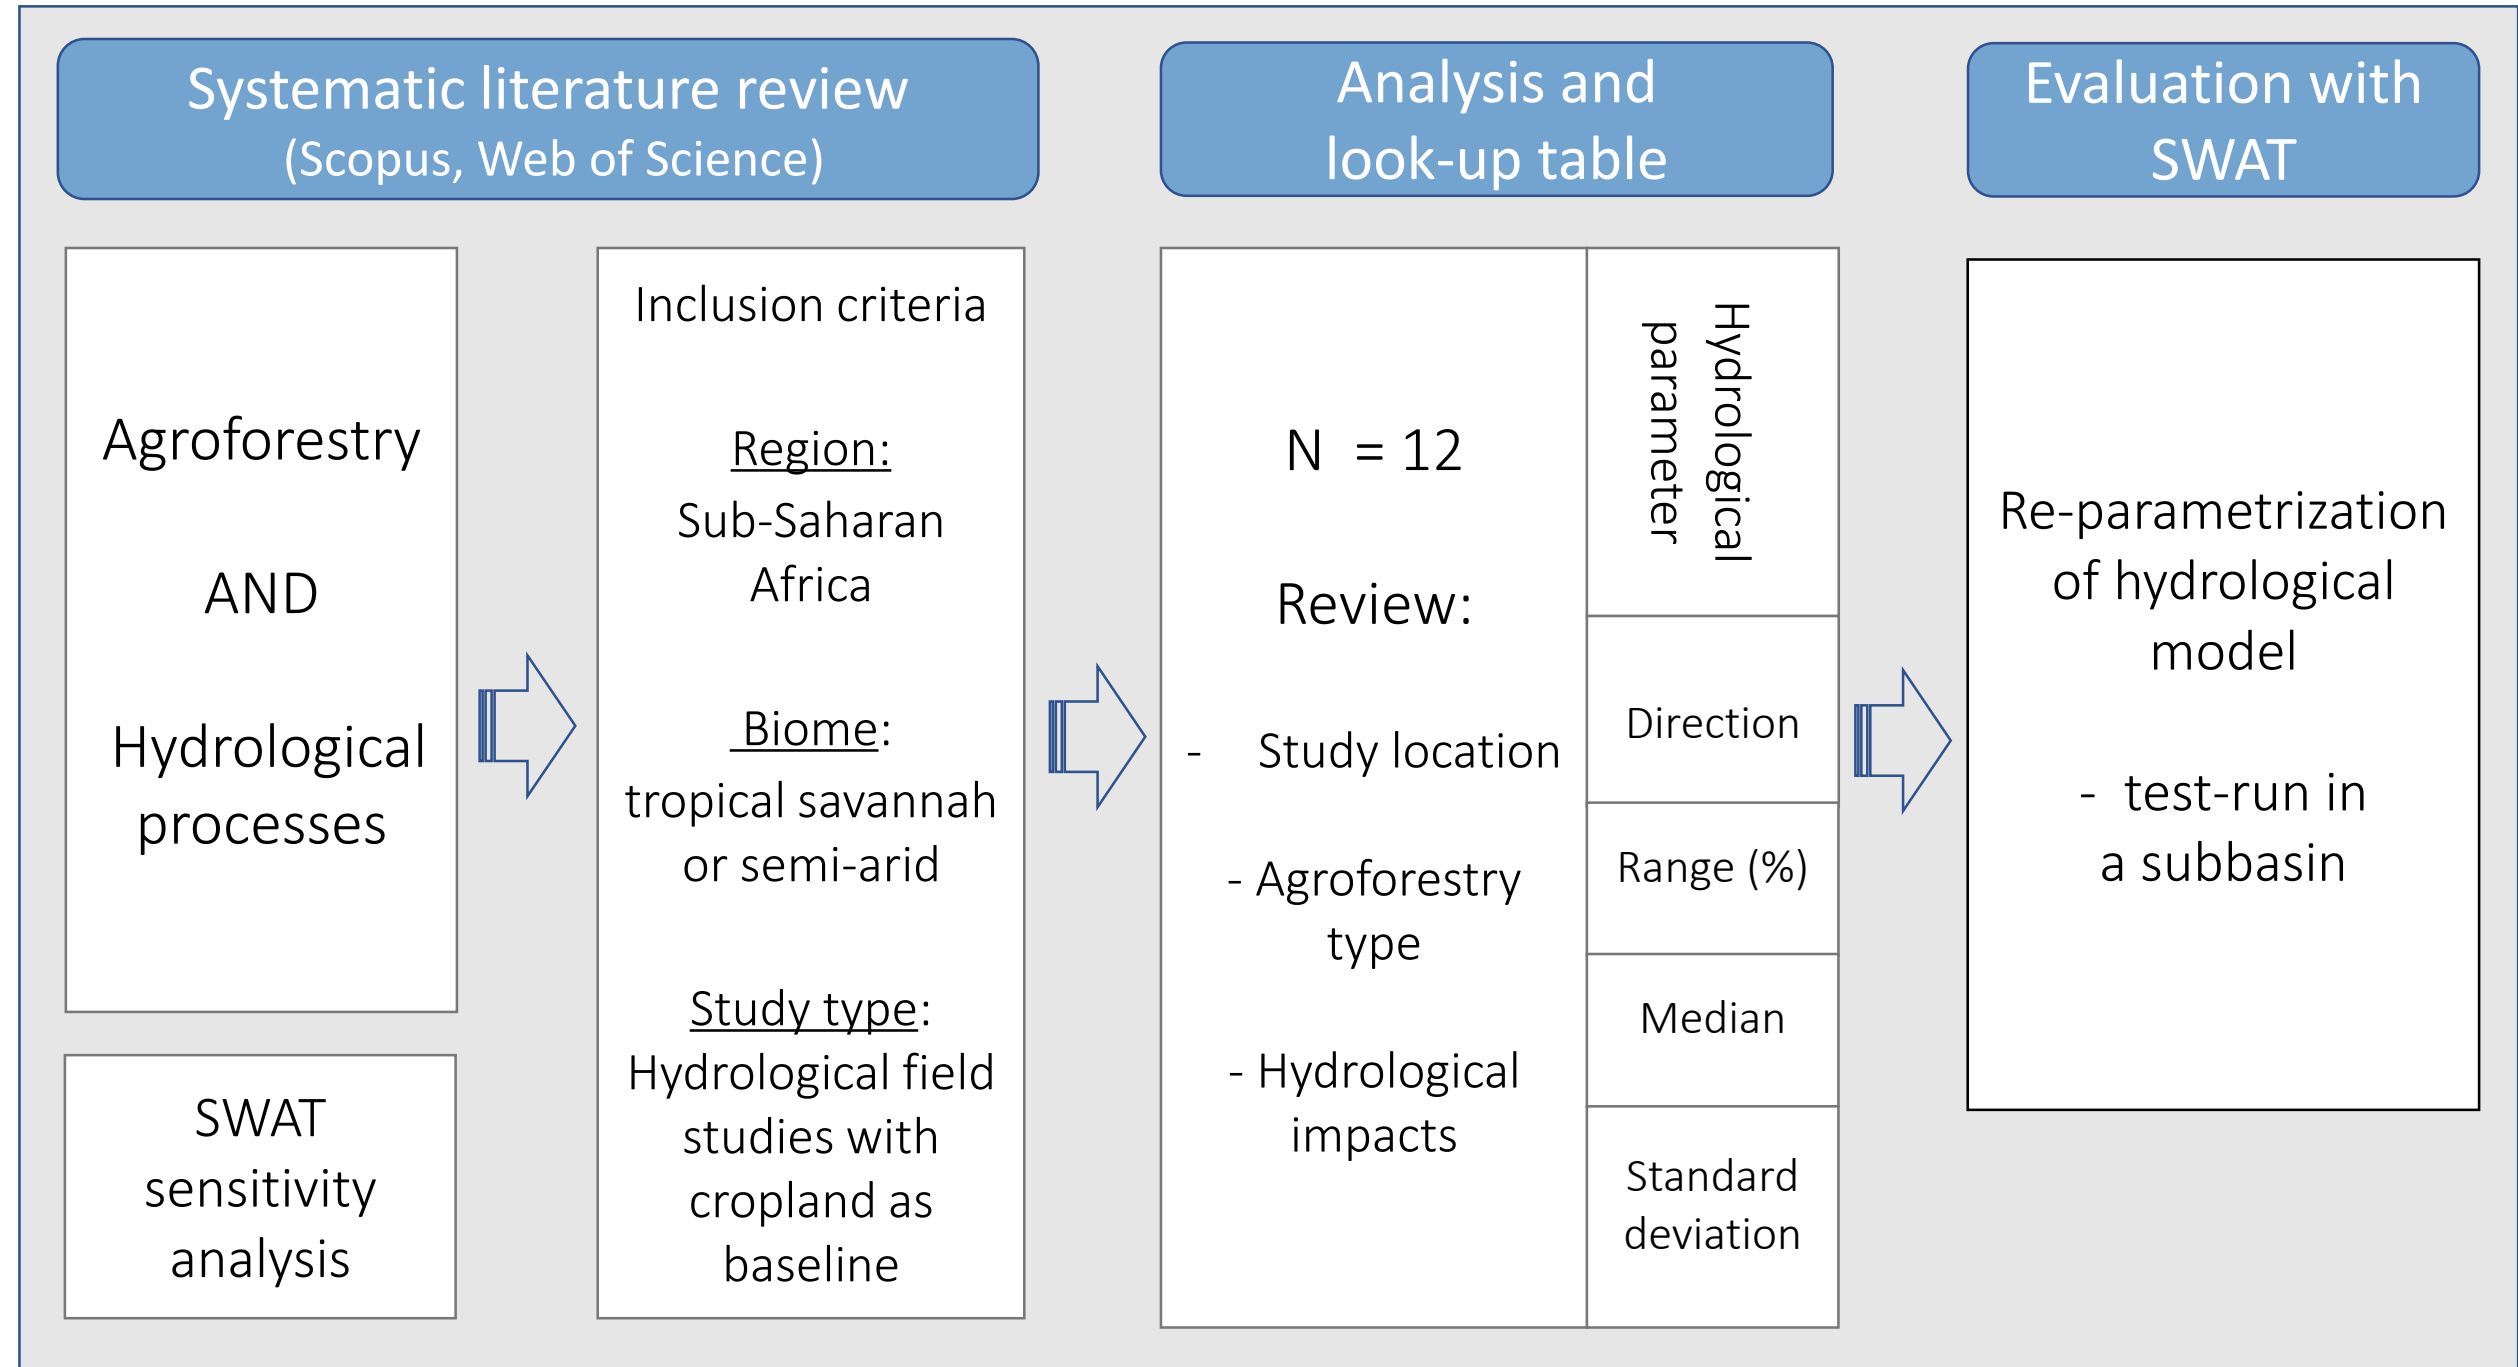 Systematic literature review
(Scopus, Web of Science)
Analysis and
look-up table
Evaluation with
SWAT
Agroforestry
AND
Hydrological
processes
SWAT
sensitivity
analysis
Inclusion criteria
Region:
Sub-Saharan
Africa
Biome:
tropical savannah
or semi-arid
Study type:
Hydrological field
studies with
cropland as
baseline
N = 12
Review:
- Study location
- Agroforestry
type
- Hydrological
impacts
Hydrological
parameter
Direction
Range (%)
Median
Standard
deviation
Re-parametrization
of hydrological
model
- test-run in
a subbasin